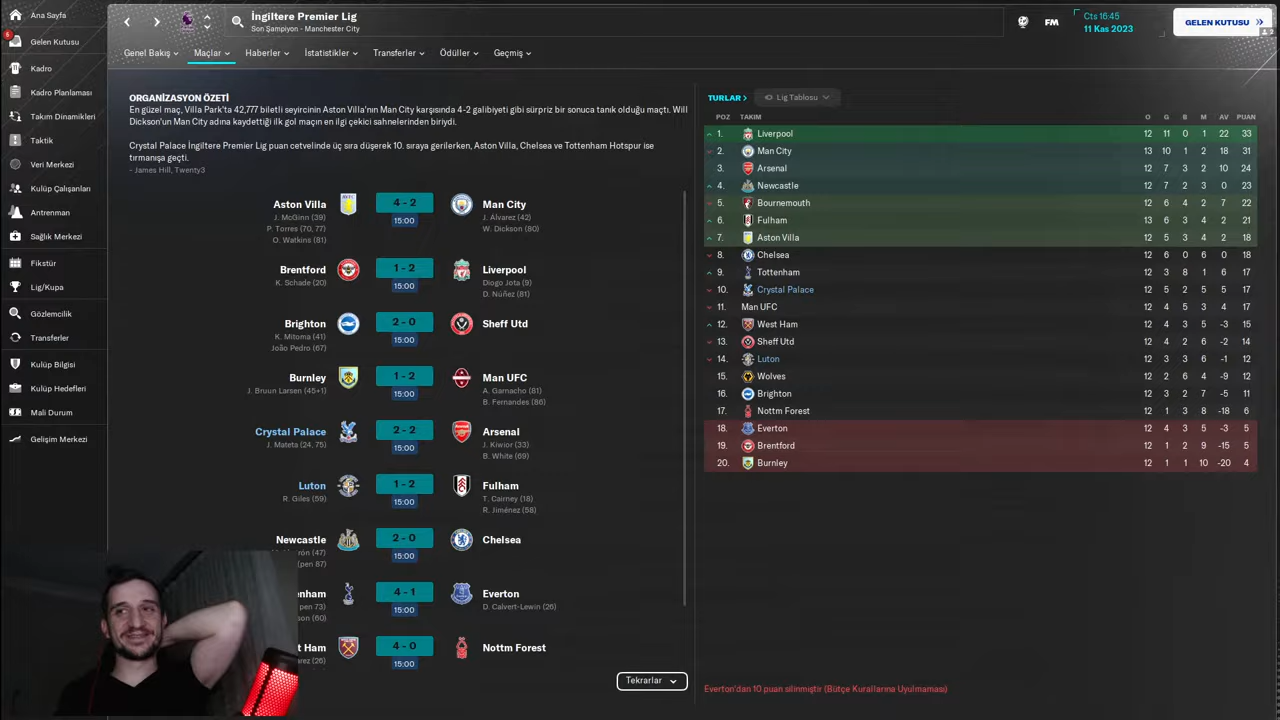 Ana Sayfa
5
Gelen Kutusu
Kadro
Kadro Planlaması
Takım Dinamikleri
Taktik
Veri Merkezi
Kulüp Çalışanları
Antrenman
Sağlık Merkezi
Fikstür
Lig/Kupa
Gözlemcilik
Transferler
Kulüp Bilgisi
Kulüp Hedefleri
Mali Durum
Gelişim Merkezi
İngiltere Premier Lig
Son Şampiyon - Manchester City
FM
Cts 16:45
11 Kas 2023
GELEN KUTUSU
Genel Bakış
Maçlar
Haberler
İstatistikler
Transferler
Ödüller
Geçmiş
ORGANİZASYON ÖZETİ
En güzel maç, Villa Park'ta 42,777 biletli seyircinin Aston Villa'nın Man City karşısında 4-2 galibiyeti gibi sürpriz bir sonuca tanık olduğu maçtı. Will
Dickson'un Man City adına kaydettiği ilk gol maçın en ilgi çekici sahnelerinden biriydi.
Crystal Palace İngiltere Premier Lig puan cetvelinde üç sıra düşerek 10. sıraya gerilerken, Aston Villa, Chelsea ve Tottenham Hotspur ise
tırmanışa geçti.
- James Hill, Twenty3
Aston Villa 4 - 2 Man City
J. McGinn (39) 15:00 J. Álvarez (42)
P. Torres (70, 77) W. Dickson (80)
O. Watkins (81)
Brentford 1 - 2 Liverpool
K. Schade (20) 15:00 Diogo Jota (9)
D. Núñez (81)
Brighton 2 - 0 Sheff Utd
K. Mitoma (41) 15:00
João Pedro (67)
Burnley 1 - 2 Man UFC
J. Bruun Larsen (45+1) 15:00 A. Garnacho (81)
B. Fernandes (86)
Crystal Palace 2 - 2 Arsenal
J. Mateta (24, 75) 15:00 J. Kiwior (33)
B. White (69)
Luton 1 - 2 Fulham
R. Giles (59) 15:00 T. Cairney (18)
R. Jiménez (58)
Newcastle 2 - 0 Chelsea
(47) 15:00
(pen 87)
4 - 1 Everton
(pen 73) 15:00 D. Calvert-Lewin (26)
(60)
Ham 4 - 0 Nottm Forest
(26) 15:00
Tekrarlar
TURLAR
Lig Tablosu
POZ TAKIM O G B M AV PUAN
1. Liverpool 12 11 0 1 22 33
2. Man City 13 10 1 2 18 31
3. Arsenal 12 7 3 2 10 24
4. Newcastle 12 7 2 3 0 23
5. Bournemouth 12 6 4 2 7 22
6. Fulham 13 6 3 4 2 21
7. Aston Villa 12 5 3 4 2 18
8. Chelsea 12 6 0 6 0 18
9. Tottenham 12 3 8 1 6 17
10. Crystal Palace 12 5 2 5 5 17
11. Man UFC 12 4 5 3 4 17
12. West Ham 12 4 3 5 -3 15
13. Sheff Utd 12 4 2 6 -2 14
14. Luton 12 3 3 6 -1 12
15. Wolves 12 2 6 4 -9 12
16. Brighton 12 3 2 7 -5 11
17. Nottm Forest 12 1 3 8 -18 6
18. Everton 12 4 3 5 -3 5
19. Brentford 12 1 2 9 -15 5
20. Burnley 12 1 1 10 -20 4
Everton'dan 10 puan silinmiştir (Bütçe Kurallarına Uyulmaması)